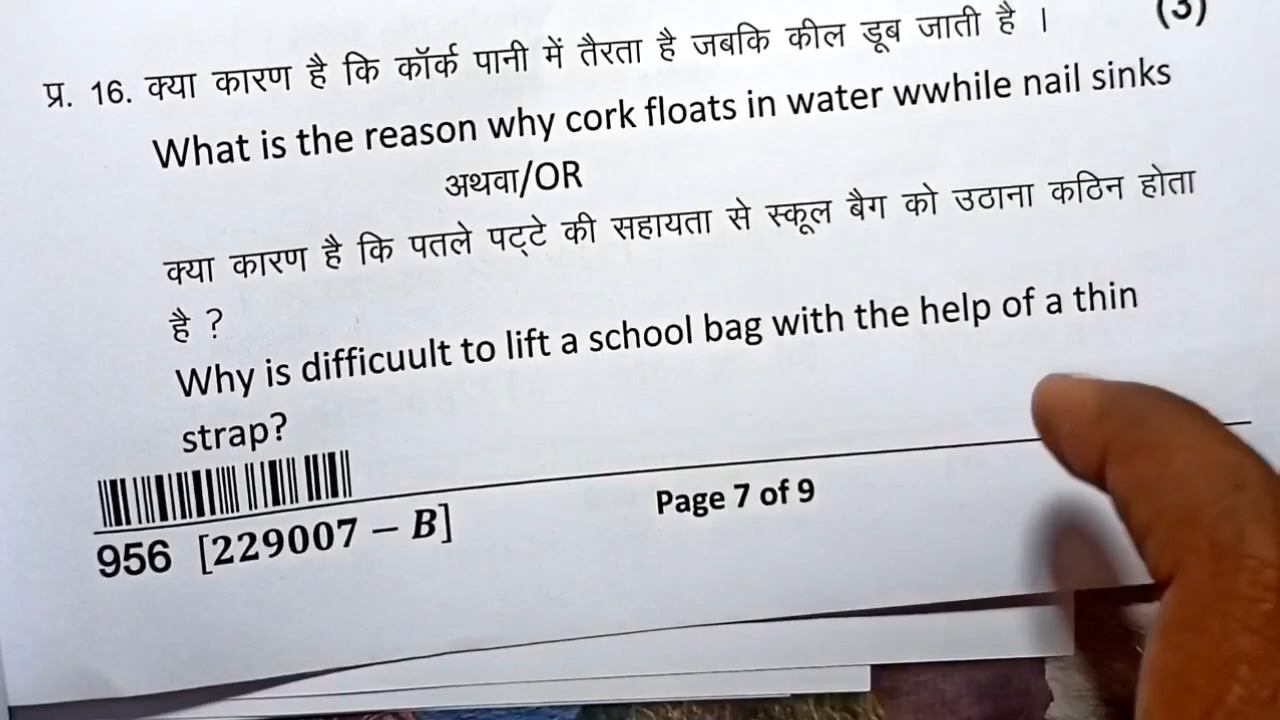 (3)
प्र. 16. क्या कारण है कि कॉर्क पानी में तैरता है जबकि कील डूब जाती है ।
What is the reason why cork floats in water wwhile nail sinks
अथवा/OR
क्या कारण है कि पतले पट्टे की सहायता से स्कूल बैग को उठाना कठिन होता
है ?
Why is difficuult to lift a school bag with the help of a thin
strap?
956 [229007 – B]
Page 7 of 9